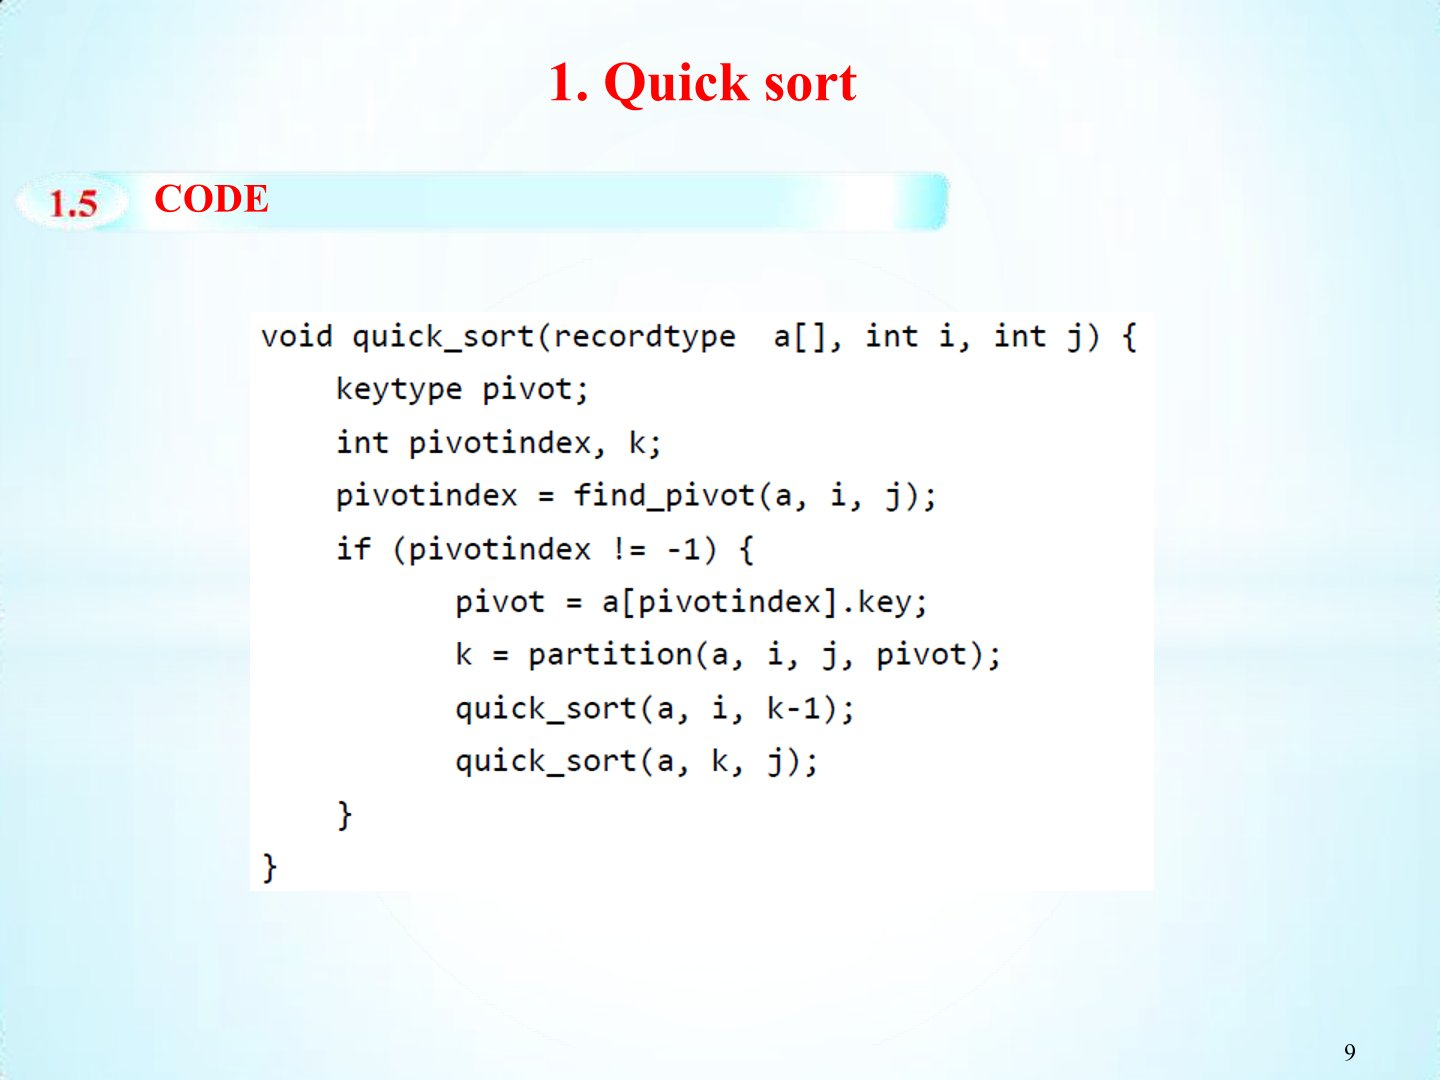 1. Quick sort
1.5 CODE
void quick_sort(recordtype  a[], int i, int j) {
    keytype pivot;
    int pivotindex, k;
    pivotindex = find_pivot(a, i, j);
    if (pivotindex != -1) {
        pivot = a[pivotindex].key;
        k = partition(a, i, j, pivot);
        quick_sort(a, i, k-1);
        quick_sort(a, k, j);
    }
}
9